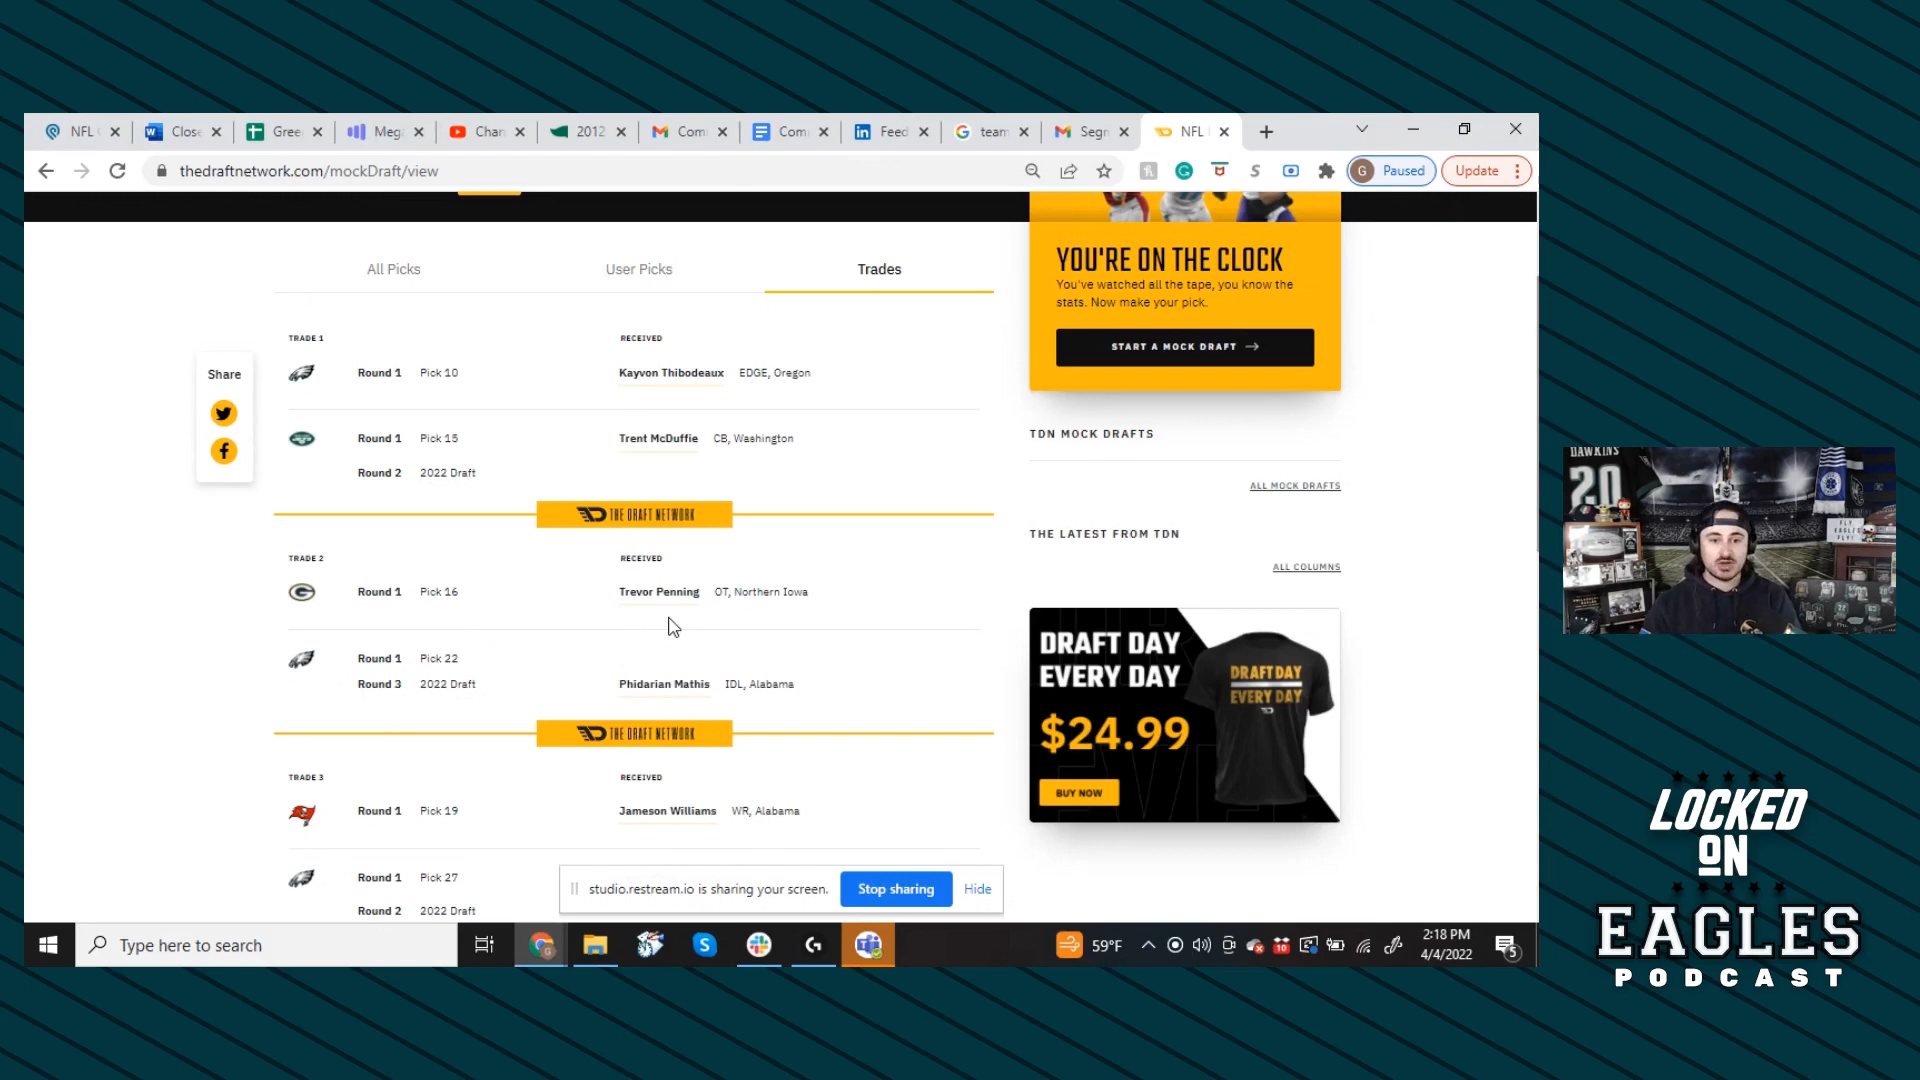 NFL
Close
Gree
Meg
Chan
2012
Com
Com
Feed
team
Segn
NFL
thedraftnetwork.com/mockDraft/view
G Paused
Update
All Picks
User Picks
Trades
YOU'RE ON THE CLOCK
You've watched all the tape, you know the
stats. Now make your pick.
START A MOCK DRAFT
Share
TRADE 1
RECEIVED
Round 1 Pick 10
Kayvon Thibodeaux EDGE, Oregon
Round 1 Pick 15
Trent McDuffie CB, Washington
Round 2 2022 Draft
THE DRAFT NETWORK
TRADE 2
RECEIVED
Round 1 Pick 16
Trevor Penning OT, Northern Iowa
Round 1 Pick 22
Round 3 2022 Draft
Phidarian Mathis IDL, Alabama
THE DRAFT NETWORK
TRADE 3
RECEIVED
Round 1 Pick 19
Jameson Williams WR, Alabama
Round 1 Pick 27
Round 2 2022 Draft
TDN MOCK DRAFTS
ALL MOCK DRAFTS
THE LATEST FROM TDN
ALL COLUMNS
DRAFT DAY
EVERY DAY
$24.99
BUY NOW
DRAFT DAY
EVERY DAY
studio.restream.io is sharing your screen.
Stop sharing
Hide
Type here to search
59°F
10
2:18 PM
4/4/2022
5
DAWKINS
20
FLY
EAGLES
FLY!
LOCKED
ON
EAGLES
PODCAST